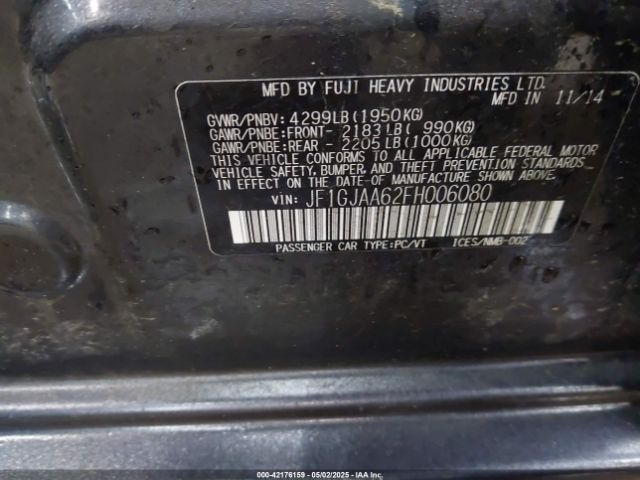 MFD BY FUJI HEAVY INDUSTRIES LTD.
MFD IN 11/14
GVWR/PNBV: 4299LB (1950KG)
GAWR/PNBE:FRONT- 2183LB ( 990KG)
GAWR/PNBE:REAR - 2205LB (1000KG)
THIS VEHICLE CONFORMS TO ALL APPLICABLE FEDERAL MOTOR
VEHICLE SAFETY, BUMPER, AND THEFT PREVENTION STANDARDS
IN EFFECT ON THE DATE OF MANUFACTURE SHOWN ABOVE.
VIN: JF1GJAA62FH006080
PASSENGER CAR TYPE:PC/VT ICES/NMB-002
000-42176159 - 05/02/2025 - IAAI - Copart